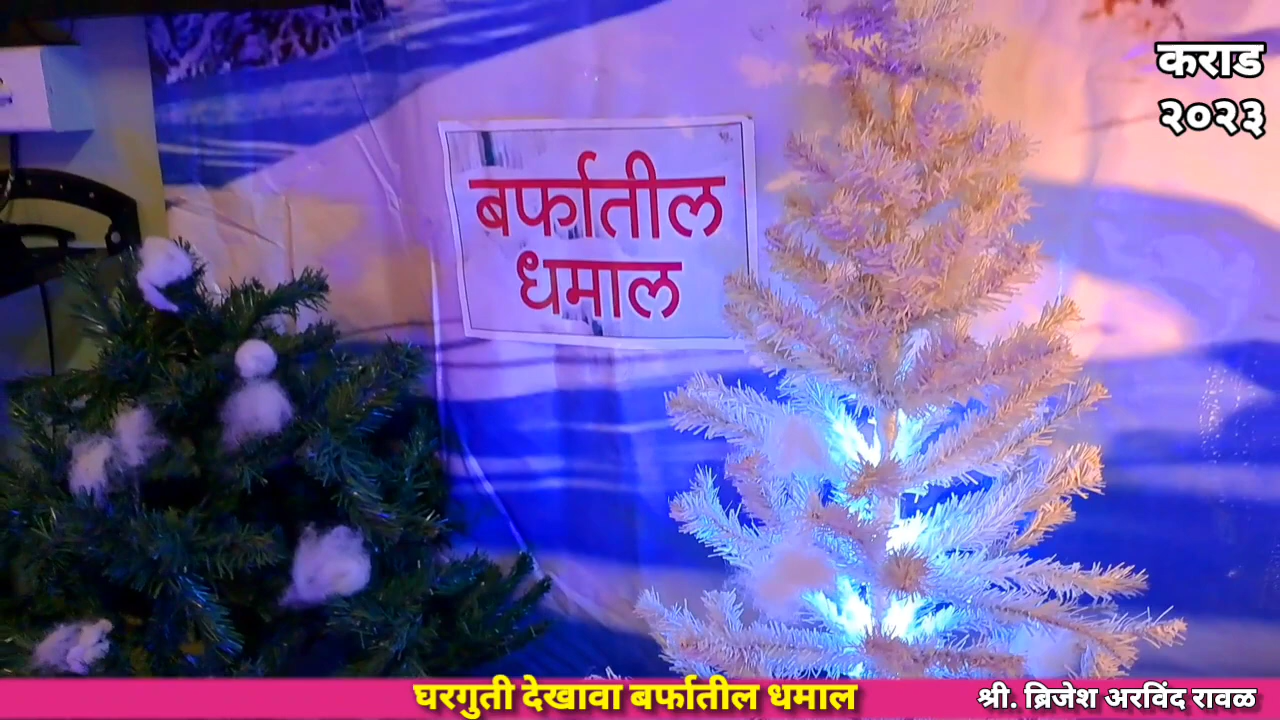 कराड
२०२३
बर्फातील
धमाल
घरगुती देखावा बर्फातील धमाल
श्री. ब्रिजेश अरविंद रावळ